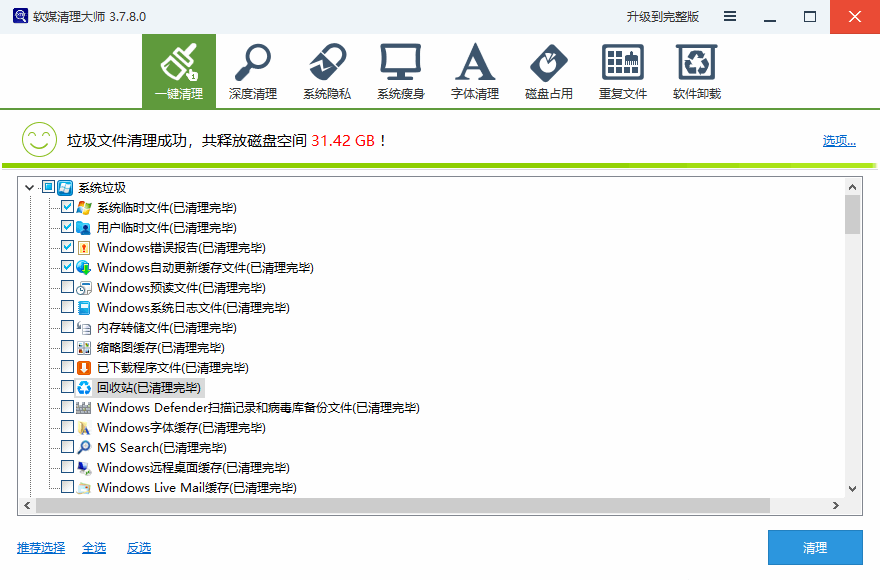 软媒清理大师 3.7.8.0
升级到完整版
一键清理 深度清理 系统隐私 系统瘦身 字体清理 磁盘占用 重复文件 软件卸载
垃圾文件清理成功，共释放磁盘空间 31.42 GB！
选项...
系统垃圾
系统临时文件(已清理完毕)
用户临时文件(已清理完毕)
Windows错误报告(已清理完毕)
Windows自动更新缓存文件(已清理完毕)
Windows预读文件(已清理完毕)
Windows系统日志文件(已清理完毕)
内存转储文件(已清理完毕)
缩略图缓存(已清理完毕)
已下载程序文件(已清理完毕)
回收站(已清理完毕)
Windows Defender扫描记录和病毒库备份文件(已清理完毕)
Windows字体缓存(已清理完毕)
MS Search(已清理完毕)
Windows远程桌面缓存(已清理完毕)
Windows Live Mail缓存(已清理完毕)
推荐选择 全选 反选
清理